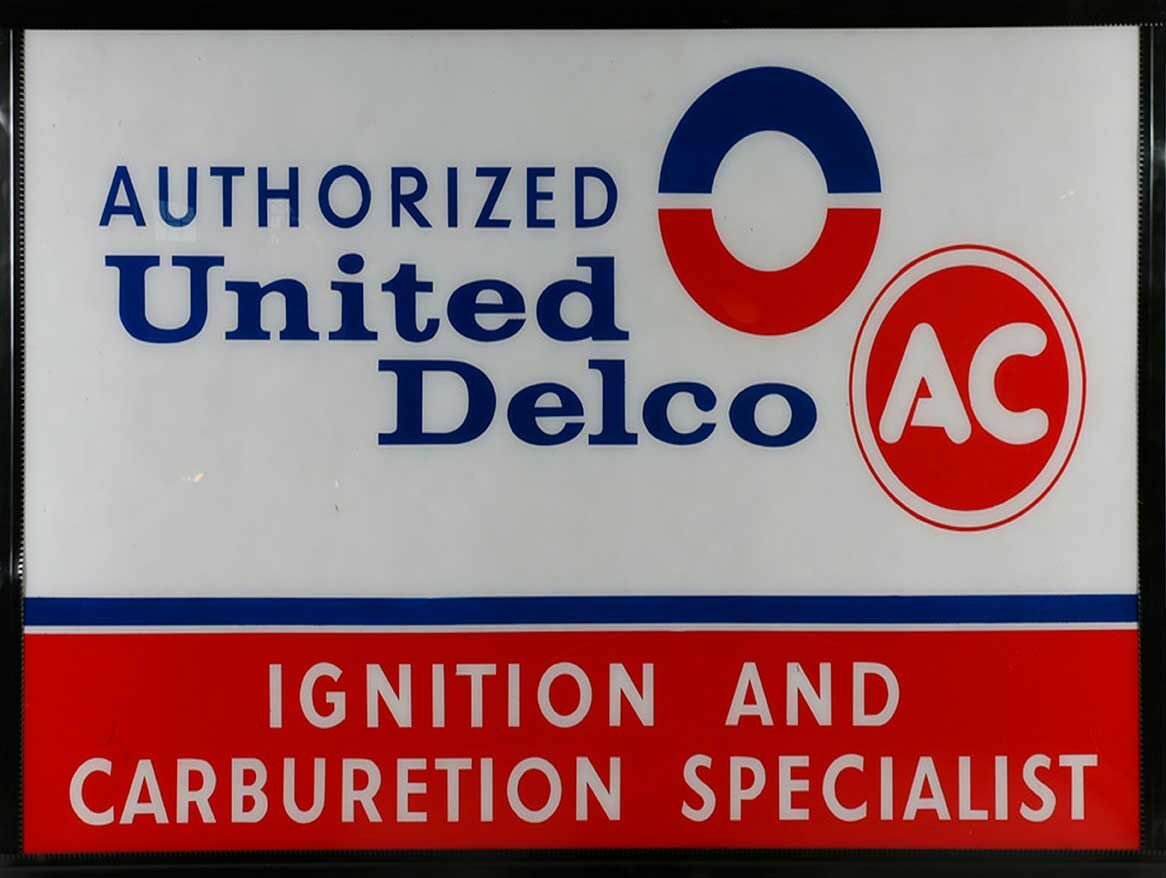 AUTHORIZED
United
Delco
AC
IGNITION AND
CARBURETION SPECIALIST